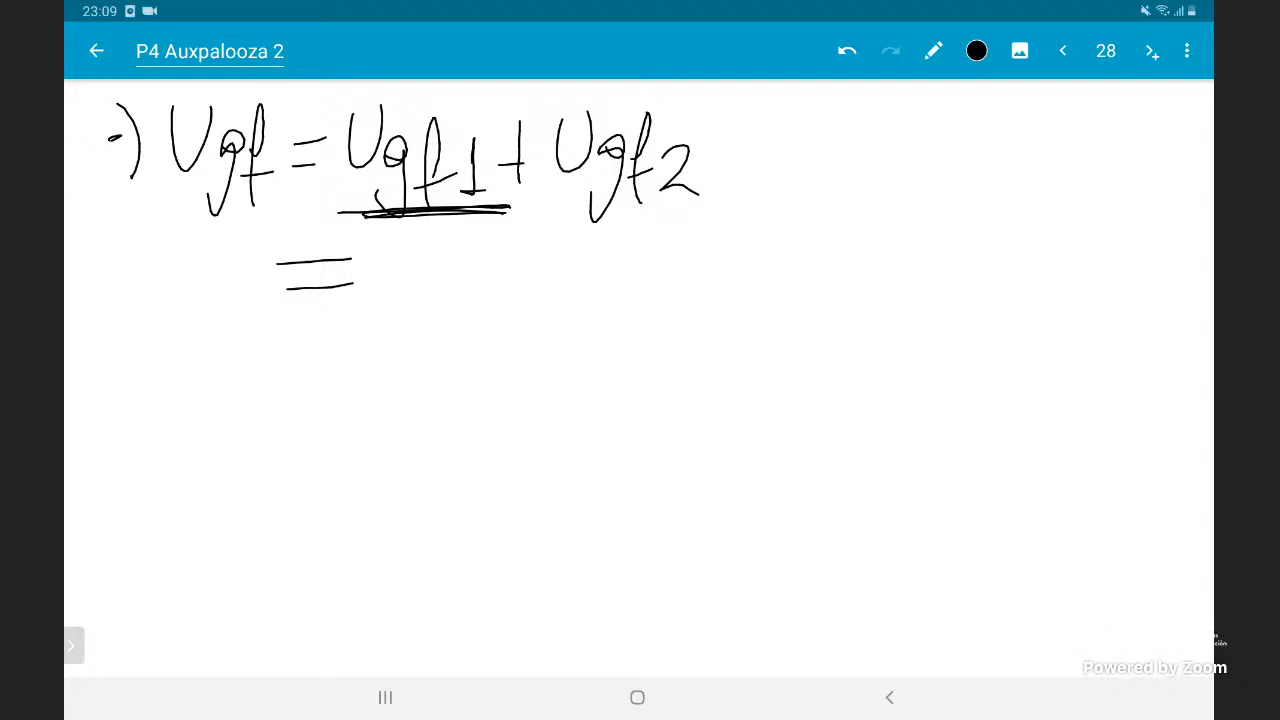 23:09
P4 Auxpalooza 2
28
·) Ugf = Ugf1 + Ugf2
=
Powered by Zoom